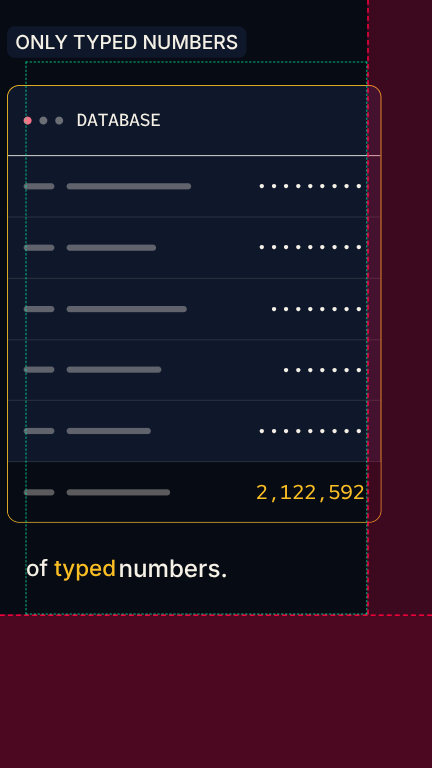 ONLY TYPED NUMBERS
DATABASE
• • • • • • • • •
• • • • • • • • •
• • • • • • • •
• • • • • • •
• • • • • • • • •
2,122,592
of typed numbers.